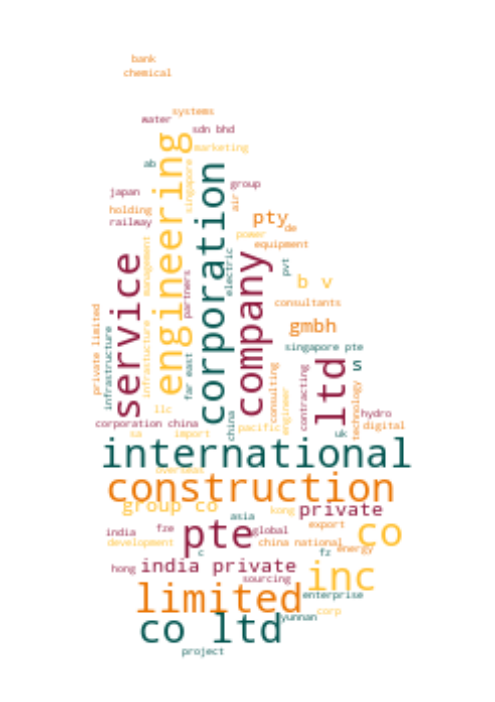 bank
chemical
systems
water
sdn bhd
engineering
marketing
ab
corporation
singapore
japan
group
air
holding
railway
pty
de
power
equipment
management
service
company
electric
pvt
partners
b v
consultants
private limited
infrastructure
infrastucture
far east
gmbh
singapore pte
ltd
s
consulting
contracting
engineer
technology
llc
china
hydro
corporation china
pacific
digital
sa
import
uk
international
overseas
construction
group co
kong
private
asia
india
fze
pte
global
export
co
development
china national
c
fz
energy
hong
india private
sourcing
inc
limited
enterprise
corp
co ltd
yunnan
project